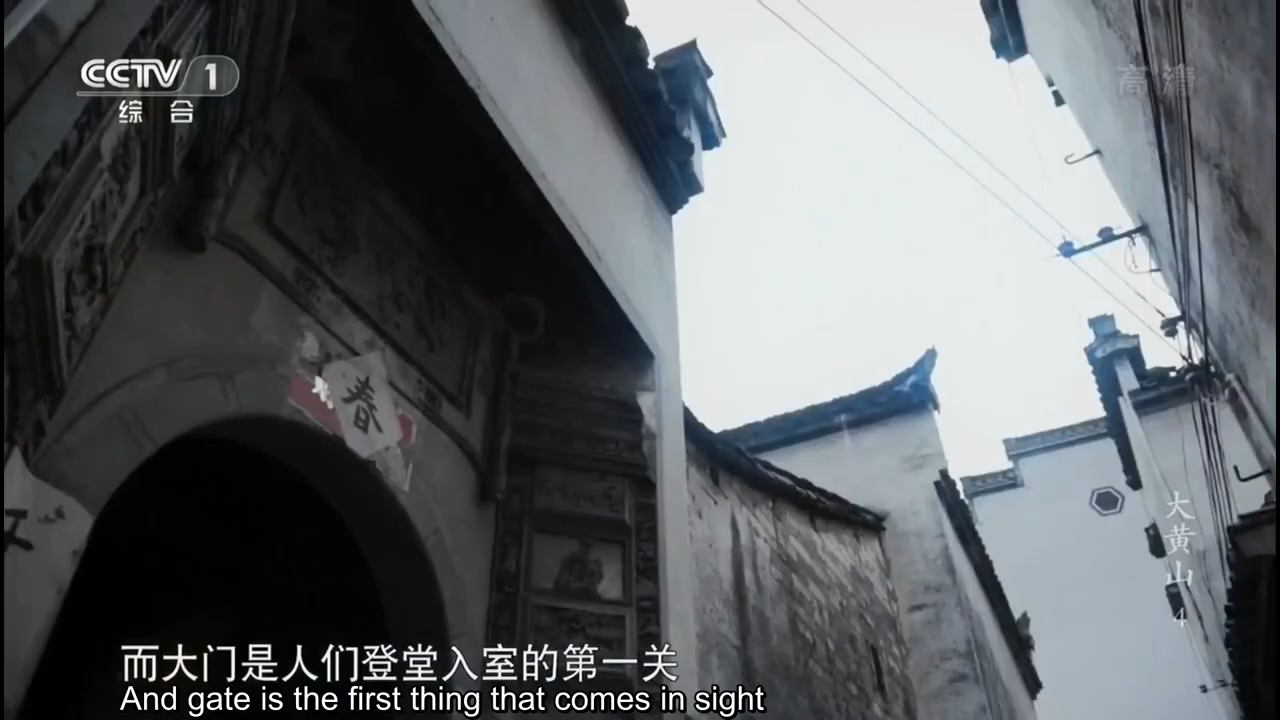 CCTV 1
综合
高清
春
大黄山 4
而大门是人们登堂入室的第一关
And gate is the first thing that comes in sight